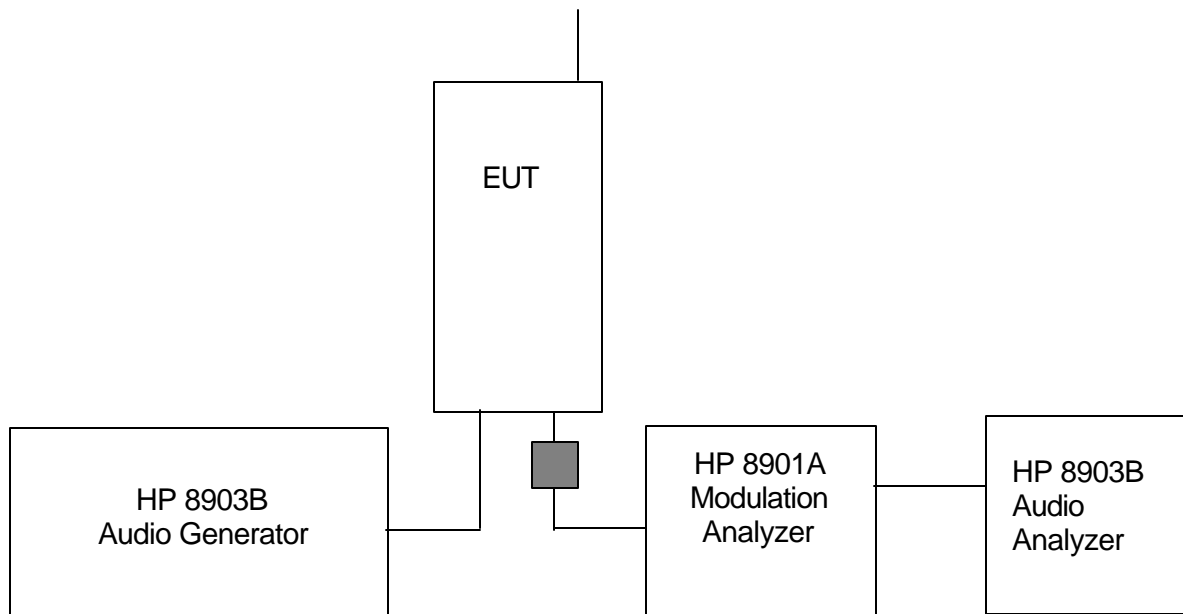 EUT
HP 8903B
Audio Generator
HP 8901A
Modulation
Analyzer
HP 8903B
Audio
Analyzer